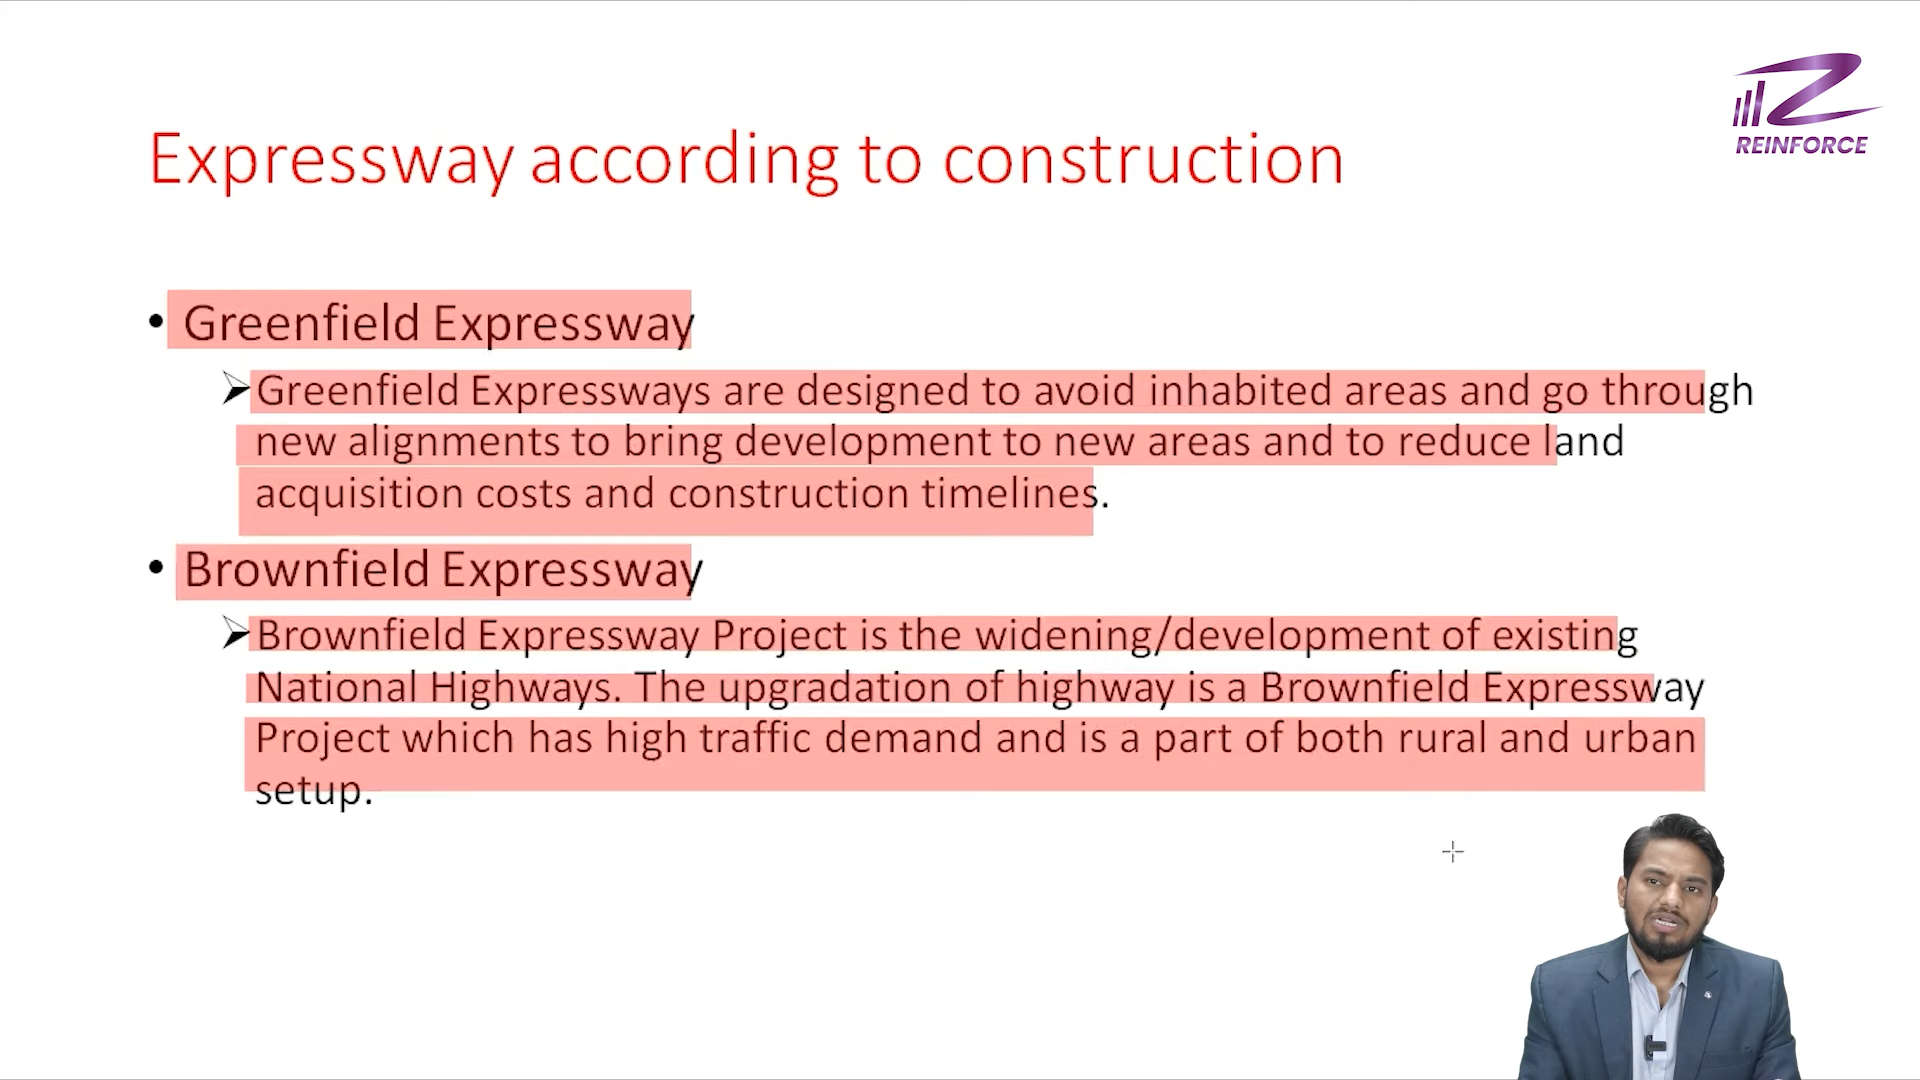 REINFORCE
Expressway according to construction
• Greenfield Expressway
➢Greenfield Expressways are designed to avoid inhabited areas and go through
new alignments to bring development to new areas and to reduce land
acquisition costs and construction timelines.
• Brownfield Expressway
➢Brownfield Expressway Project is the widening/development of existing
National Highways. The upgradation of highway is a Brownfield Expressway
Project which has high traffic demand and is a part of both rural and urban
setup.